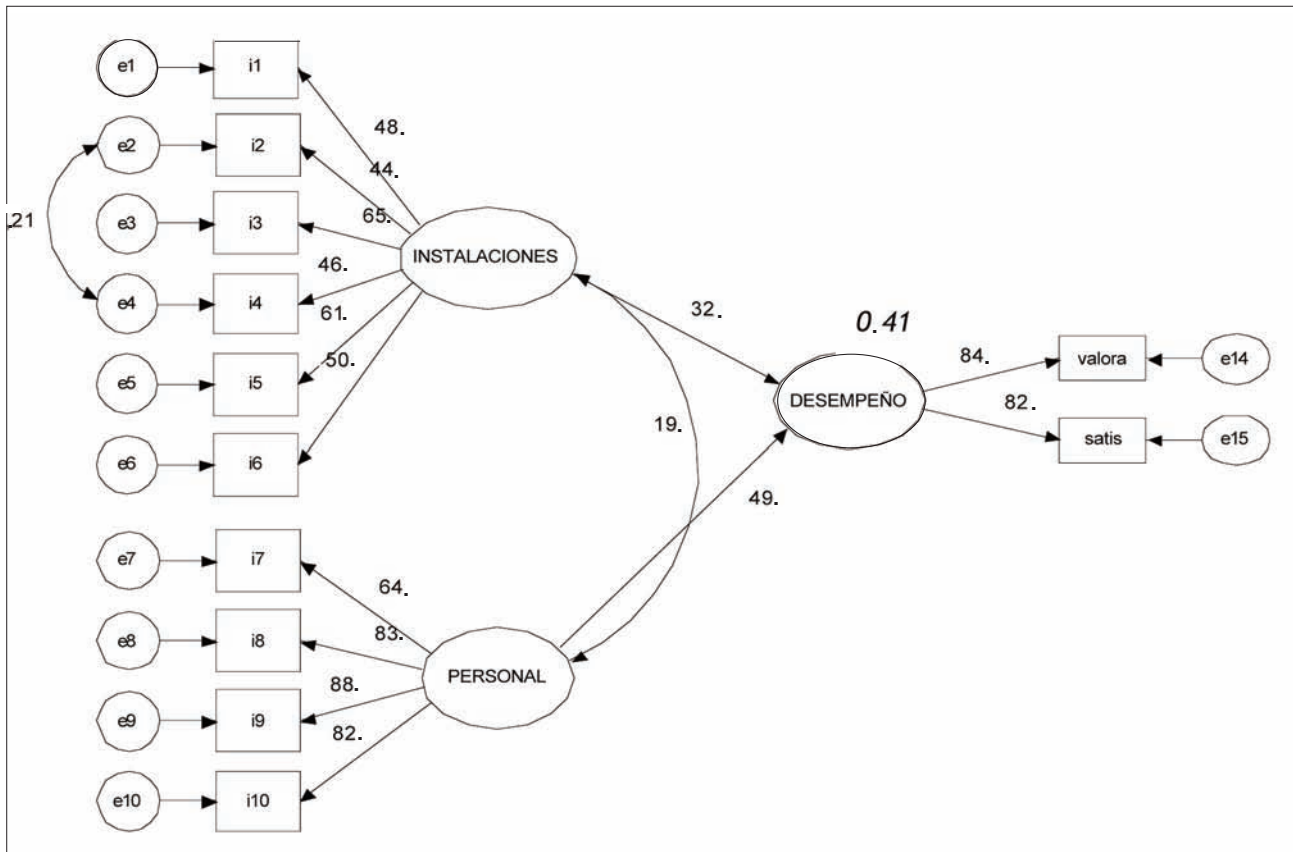 e1
i1
48.
e2
i2
44.
.21
e3
i3
65.
INSTALACIONES
46.
e4
i4
61.
32.
0.41
50.
e5
i5
84.
valora
e14
DESEMPEÑO
82.
19.
satis
e15
e6
i6
49.
e7
i7
64.
e8
i8
83.
PERSONAL
88.
e9
i9
82.
e10
i10